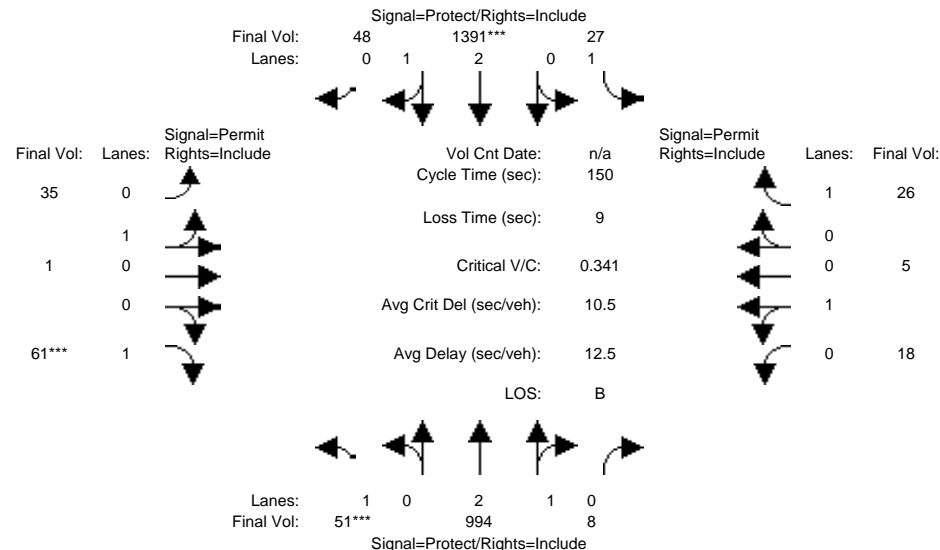 Signal=Protect/Rights=Include
Final Vol: 48 1391*** 27
Lanes: 0 1 2 0 1
Signal=Permit
Final Vol: Lanes: Rights=Include
Vol Cnt Date: n/a
Signal=Permit
Rights=Include Lanes: Final Vol:
Cycle Time (sec): 150
35 0
1 26
Loss Time (sec): 9
1
0
1 0
Critical V/C: 0.341
0 5
0
Avg Crit Del (sec/veh): 10.5
1
61*** 1
Avg Delay (sec/veh): 12.5
0 18
LOS: B
Lanes: 1 0 2 1 0
Final Vol: 51*** 994 8
Signal=Protect/Rights=Include